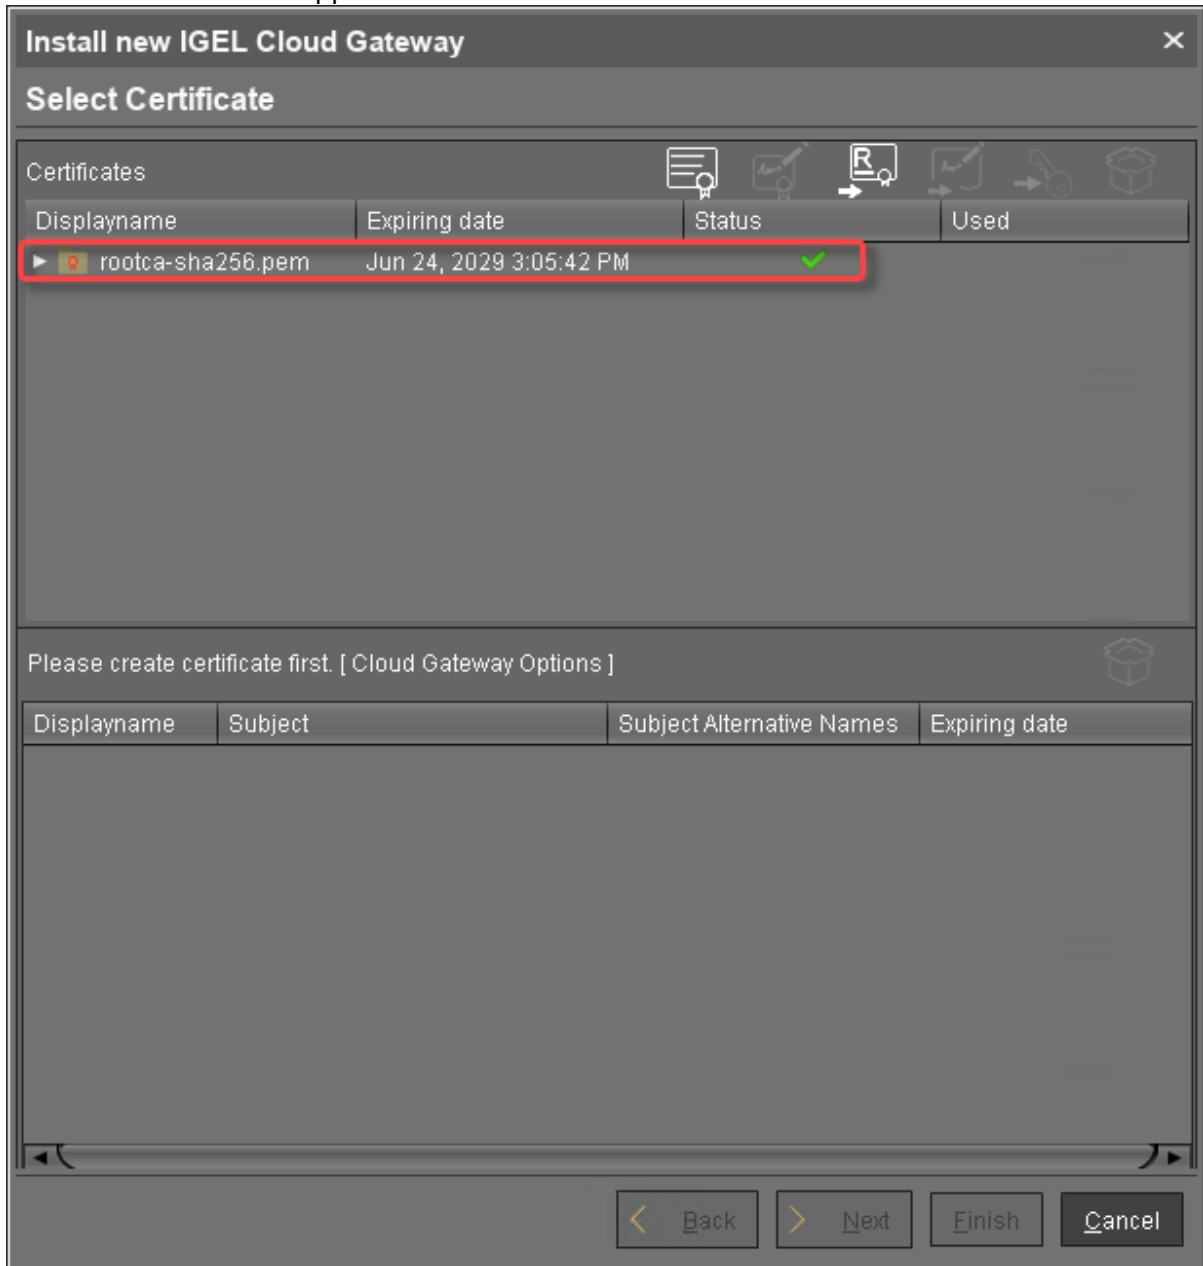 Install new IGEL Cloud Gateway
Select Certificate
Certificates
R
Displayname Expiring date Status Used
rootca-sha256.pem Jun 24, 2029 3:05:42 PM
Please create certificate first. [ Cloud Gateway Options ]
Displayname Subject Subject Alternative Names Expiring date
Back Next Finish Cancel